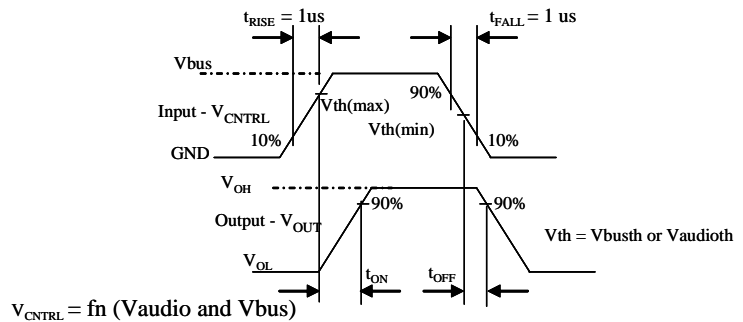 tRISE = 1us
tFALL = 1 us
Vbus
90%
Vth(max)
Input - VCNTRL
Vth(min)
10%
10%
GND
VOH
90%
90%
Output - VOUT
Vth = Vbusth or Vaudioth
VOL
tON
tOFF
VCNTRL = fn (Vaudio and Vbus)